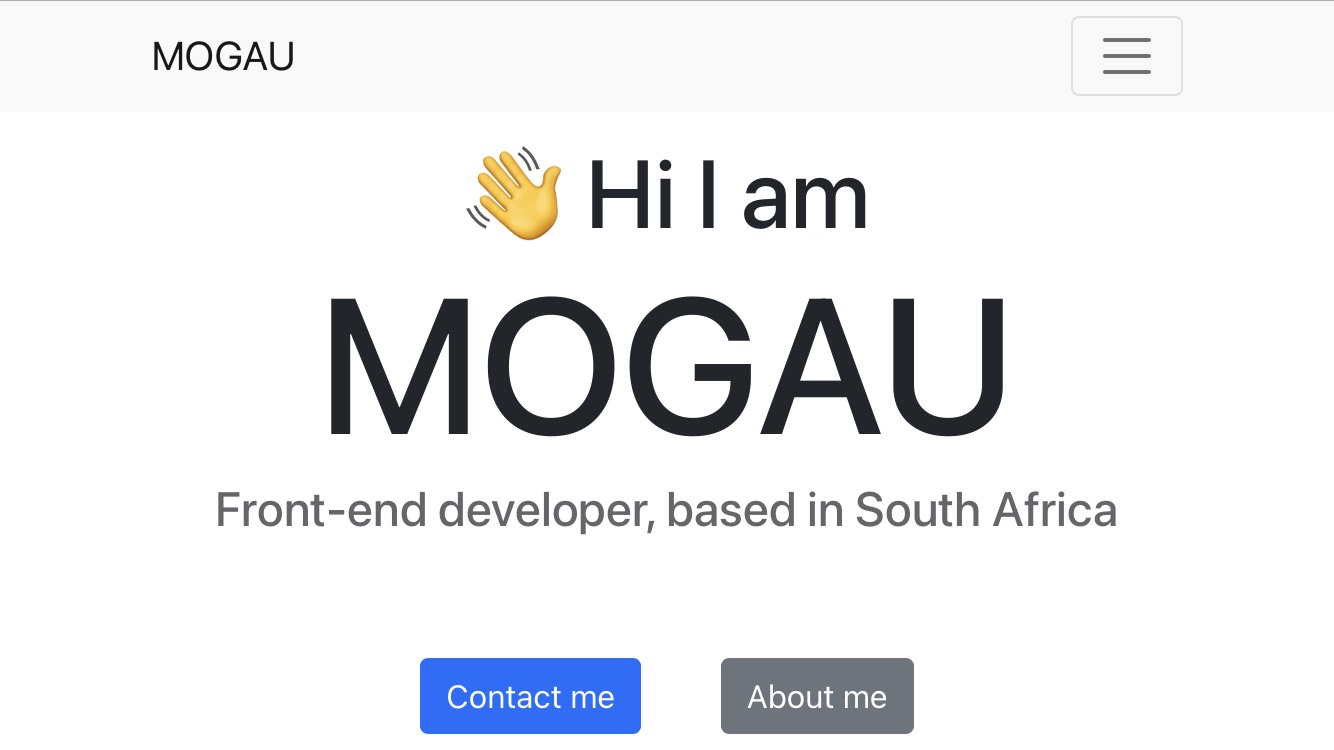 MOGAU
👋 Hi I am
MOGAU
Front-end developer, based in South Africa
Contact me
About me